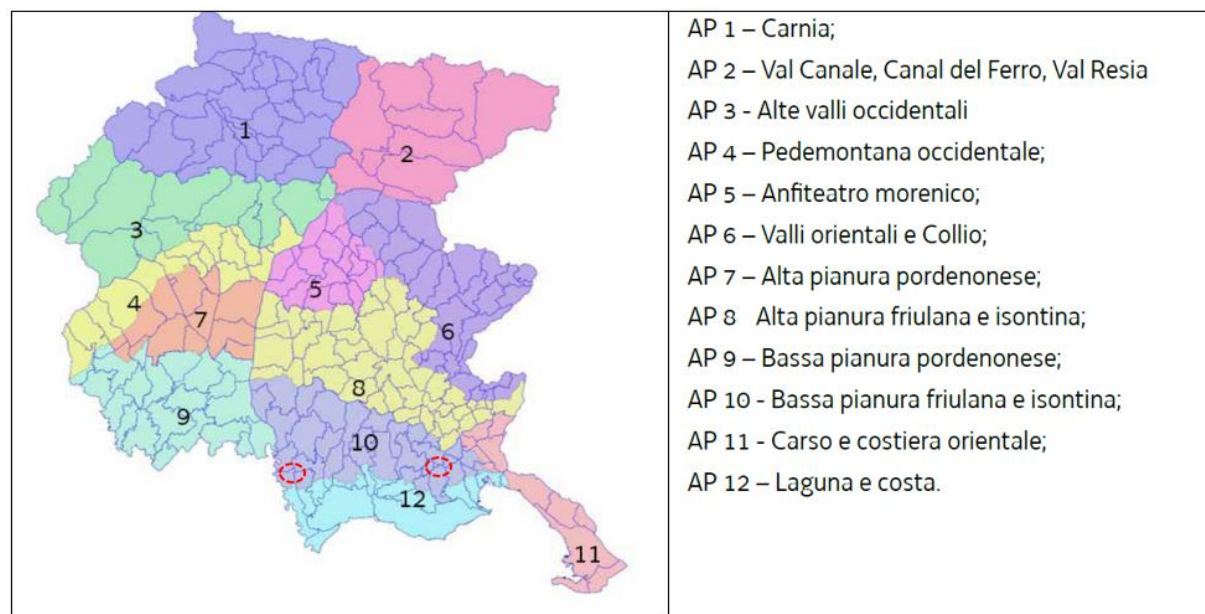 1
2
3
4
5
6
7
8
9
10
11
12
AP 1 – Carnia;
AP 2 – Val Canale, Canal del Ferro, Val Resia
AP 3 - Alte valli occidentali
AP 4 – Pedemontana occidentale;
AP 5 – Anfiteatro morenico;
AP 6 – Valli orientali e Collio;
AP 7 – Alta pianura pordenonese;
AP 8 Alta pianura friulana e isontina;
AP 9 – Bassa pianura pordenonese;
AP 10 - Bassa pianura friulana e isontina;
AP 11 - Carso e costiera orientale;
AP 12 – Laguna e costa.